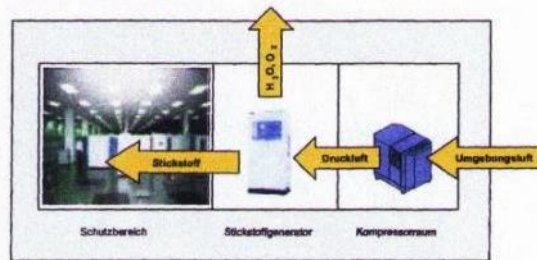 H₂O, O₂
Stickstoff
Druckluft
Umgebungsluft
Schutzbereich
Stickstoffgenerator
Kompressorraum